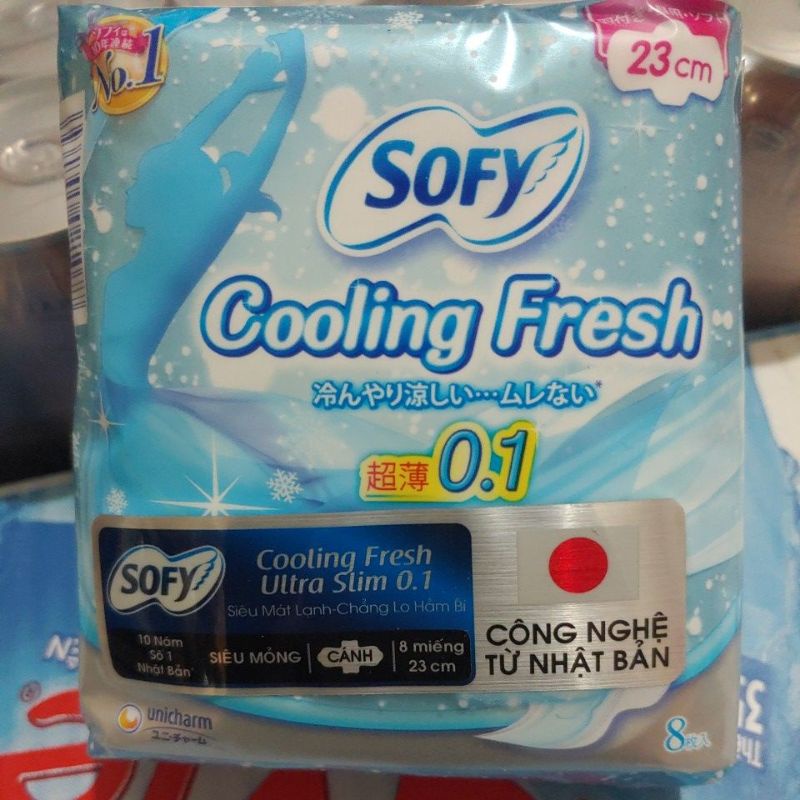 No.1
23 cm
SOFY
Cooling Fresh
冷んやり涼しい…ムレない*
超薄 0.1
SOFY
Cooling Fresh
Ultra Slim 0.1
Siêu Mát Lạnh-Chẳng Lo Hầm Bí
10 Năm
Số 1
Nhật Bản*
SIÊU MỎNG
CÁNH
8 miếng
23 cm
CÔNG NGHỆ
TỪ NHẬT BẢN
unicharm
ユニ・チャーム
8枚入